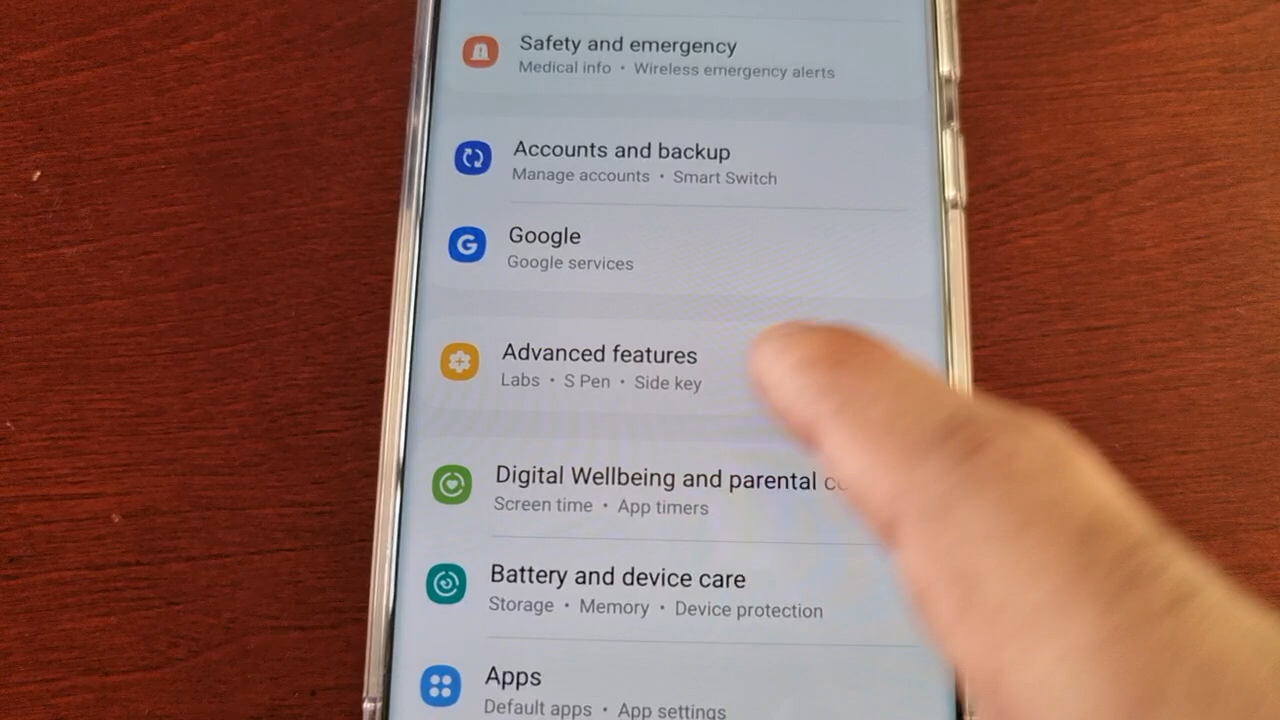 Safety and emergency
Medical info • Wireless emergency alerts
Accounts and backup
Manage accounts • Smart Switch
G
Google
Google services
Advanced features
Labs • S Pen • Side key
Digital Wellbeing and parental
Screen time • App timers
Battery and device care
Storage • Memory • Device protection
Apps
Default apps • App settings